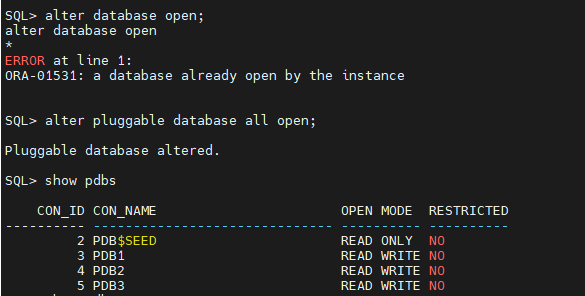 SQL> alter database open;
alter database open
*
ERROR at line 1:
ORA-01531: a database already open by the instance
SQL> alter pluggable database all open;
Pluggable database altered.
SQL> show pdbs
    CON_ID CON_NAME                       OPEN MODE  RESTRICTED
---------- ------------------------------ ---------- ----------
         2 PDB$SEED                       READ ONLY  NO
         3 PDB1                           READ WRITE NO
         4 PDB2                           READ WRITE NO
         5 PDB3                           READ WRITE NO